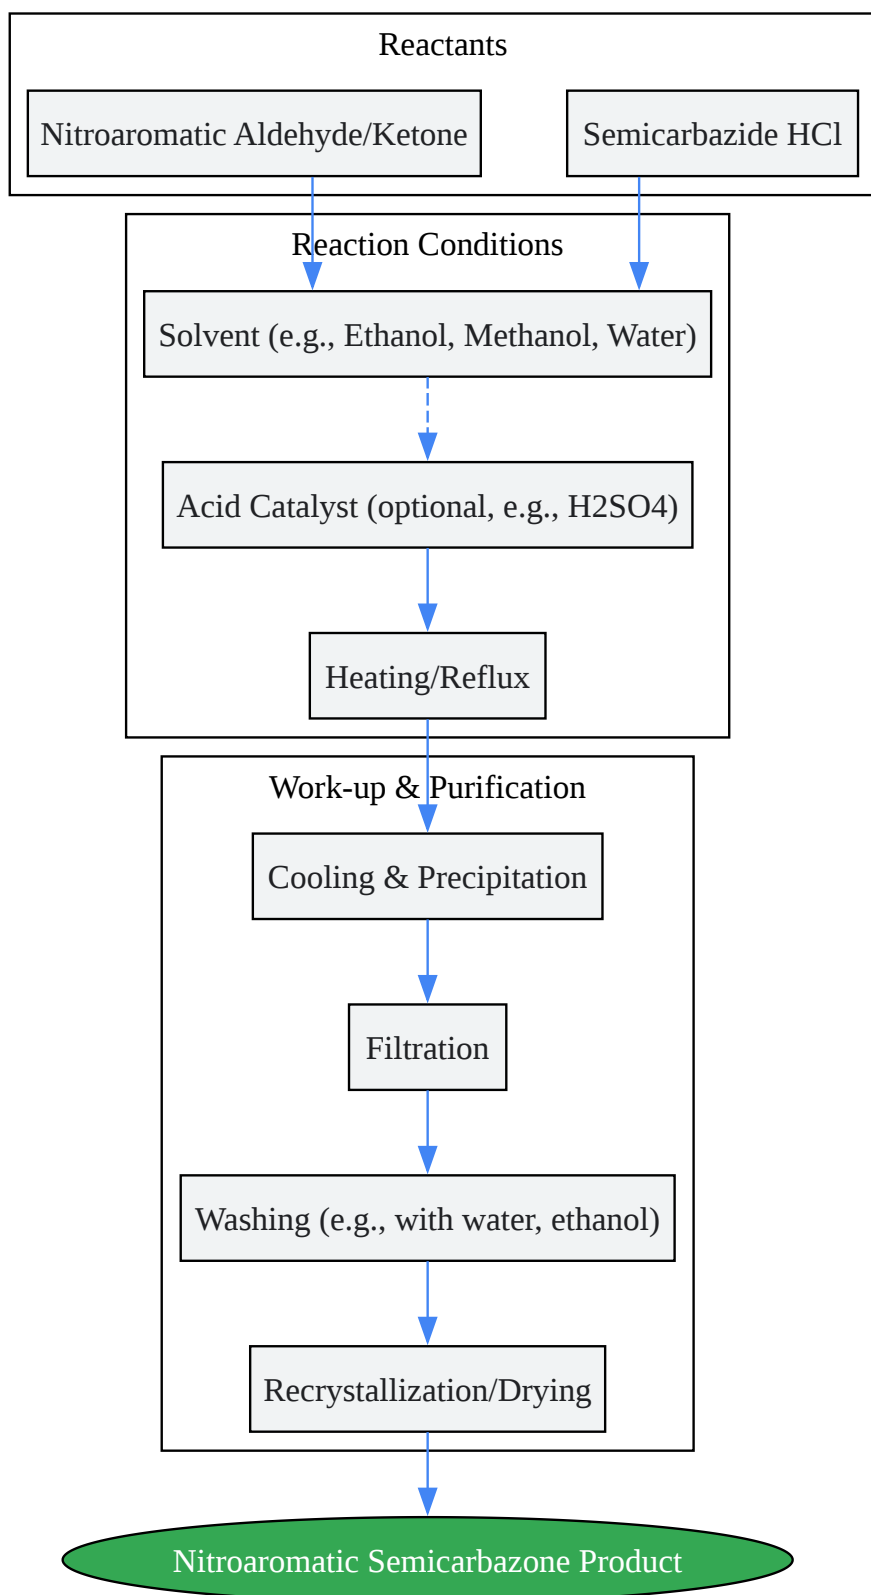 Reactants
Nitroaromatic Aldehyde/Ketone
Semicarbazide HCl
Reaction Conditions
Solvent (e.g., Ethanol, Methanol, Water)
Acid Catalyst (optional, e.g., H2SO4)
Heating/Reflux
Work-up & Purification
Cooling & Precipitation
Filtration
Washing (e.g., with water, ethanol)
Recrystallization/Drying
Nitroaromatic Semicarbazone Product